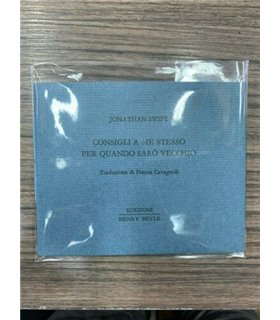 JONATHAN SWIFT
CONSIGLI A ME STESSO
PER QUANDO SARÒ VECCHIO
Traduzione di Franca Cavagnoli
EDIZIONI
HENRY BEYLE